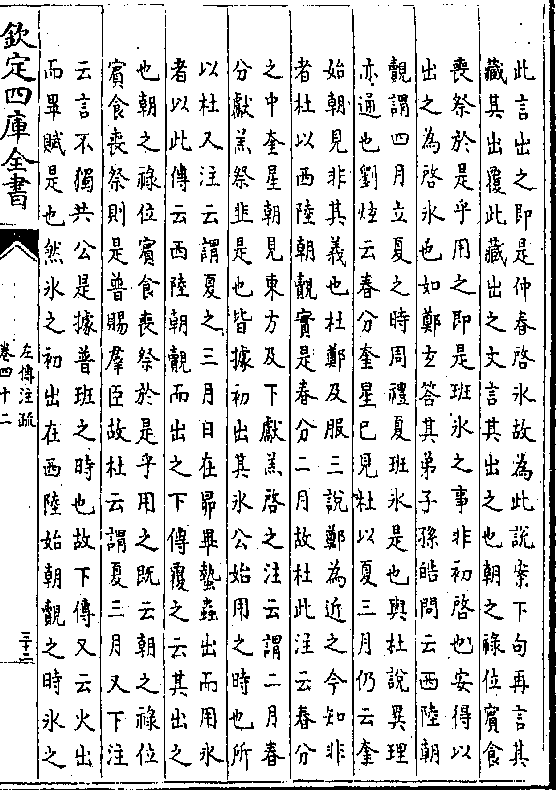 此言出之即是仲春啓氷故為此說案下句再言其
藏其出覆此藏出之文言其出之也朝之祿位賓食
喪祭於是乎用之即是班氷之事非初啓也安得以
出之為啓氷也如鄭𤣥答其弟子孫皓問云西陸朝
覿謂四月立夏之時周禮夏班氷是也與杜說異理
亦通也劉炫云春分奎星已見杜以夏三月仍云奎
始朝見非其義也杜鄭及服三說鄭為近之今知非
者杜以西陸朝覿實是春分二月故杜此注云春分
之中奎星朝見東方及下獻羔啓之注云謂二月春
分獻羔祭韭是也皆據初出其氷公始用之時也所
以杜又注云謂夏之三月日在昴畢蟄蟲出而用氷
者以此傳云西陸朝覿而出之下傳覆之云其出之
也朝之祿位賓食喪祭於是乎用之既云朝之祿位
賓食喪祭則是普賜羣臣故杜云謂夏三月又下注
云言不獨共公是據普班之時也故下傳又云火出
而畢賦是也然氷之初出在西陸始朝覿之時氷之
欽定四庫全書
左傳注疏
卷四十二
三十三